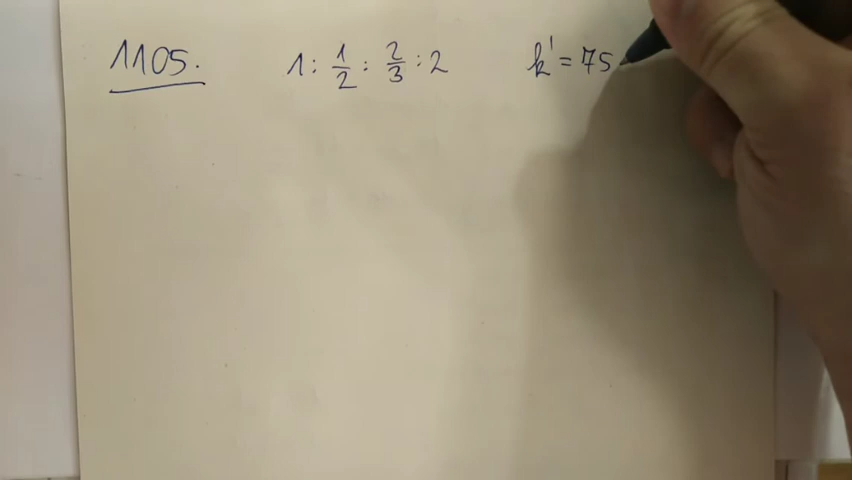 1105. 1 : 1/2 : 2/3 : 2 k' = 75